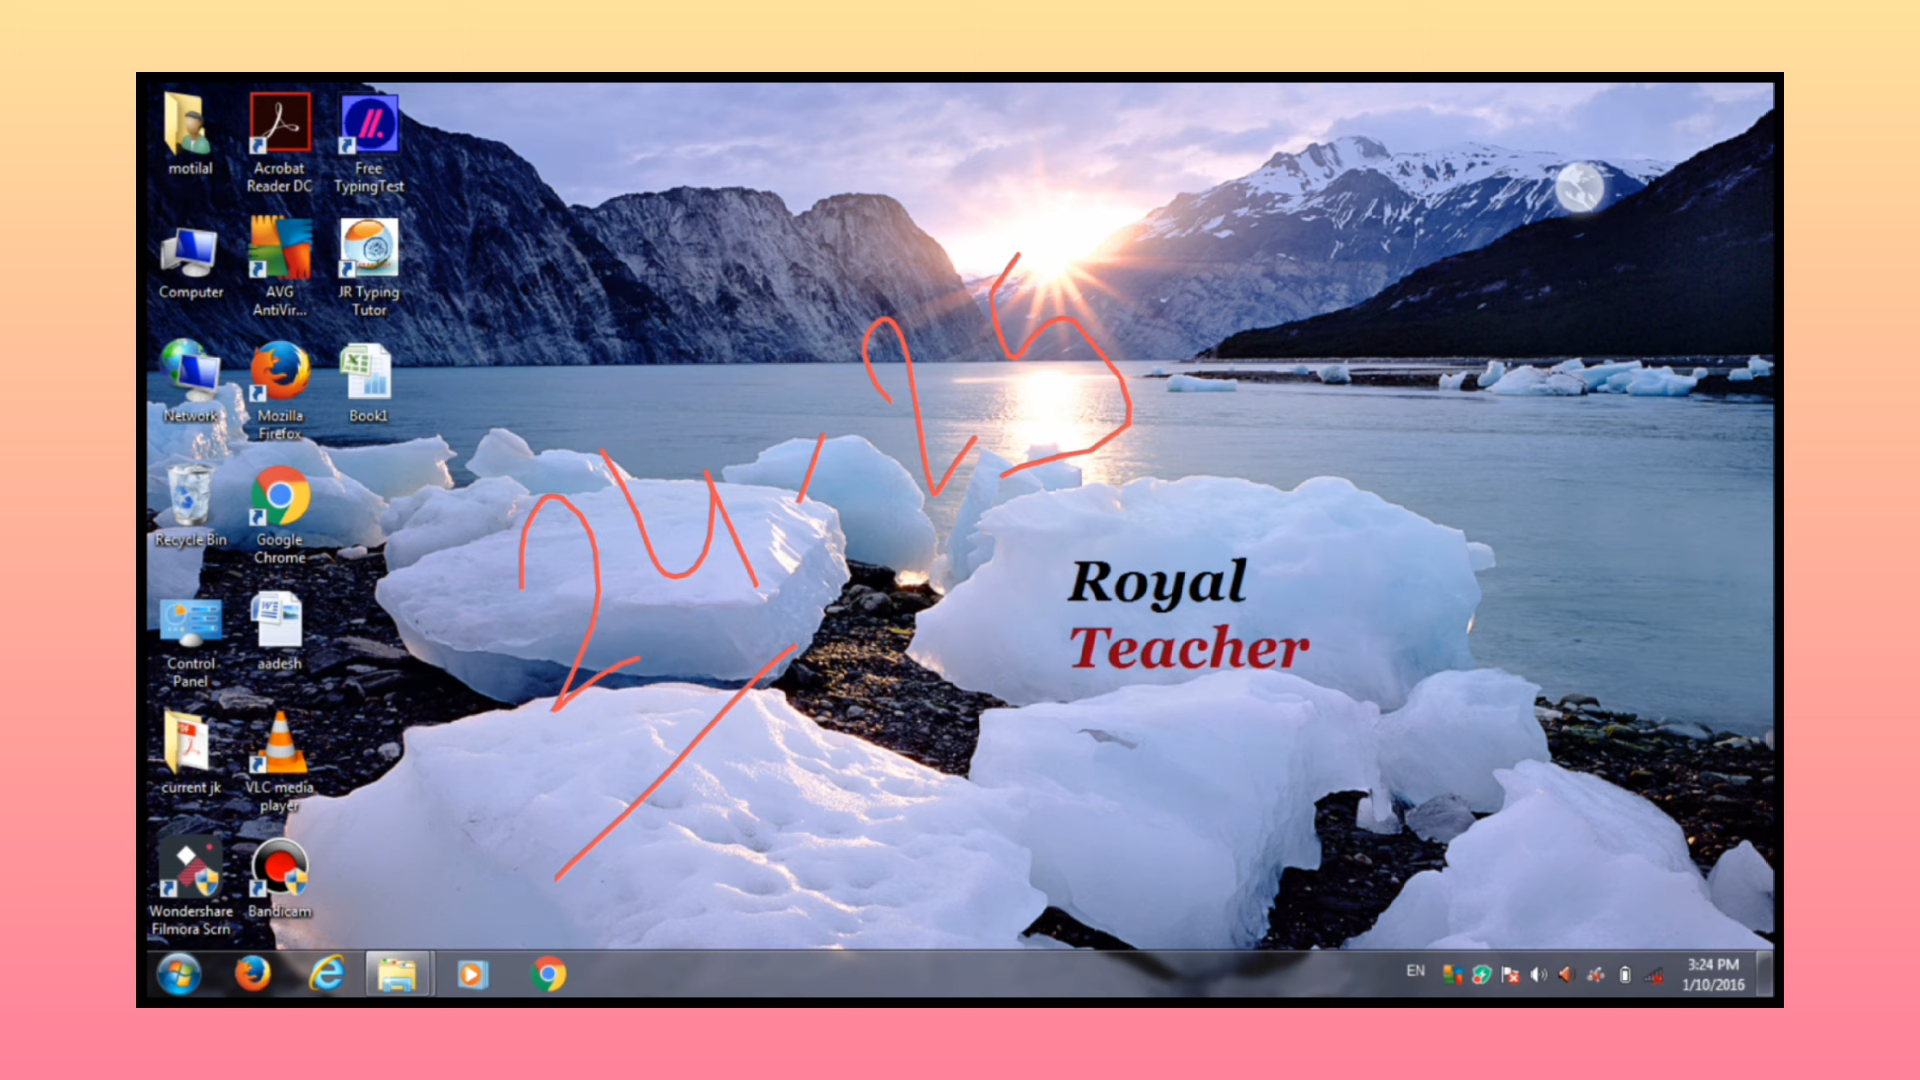 motilal
Acrobat
Reader DC
Free
TypingTest
Computer
AVG
AntiVir...
JR Typing
Tutor
Network
Mozilla
Firefox
Book1
Recycle Bin
Google
Chrome
Control
Panel
aadesh
current jk
VLC media
player
Wondershare
Filmora Scrn
Bandicam
Royal
Teacher
EN
3:24 PM
1/10/2016